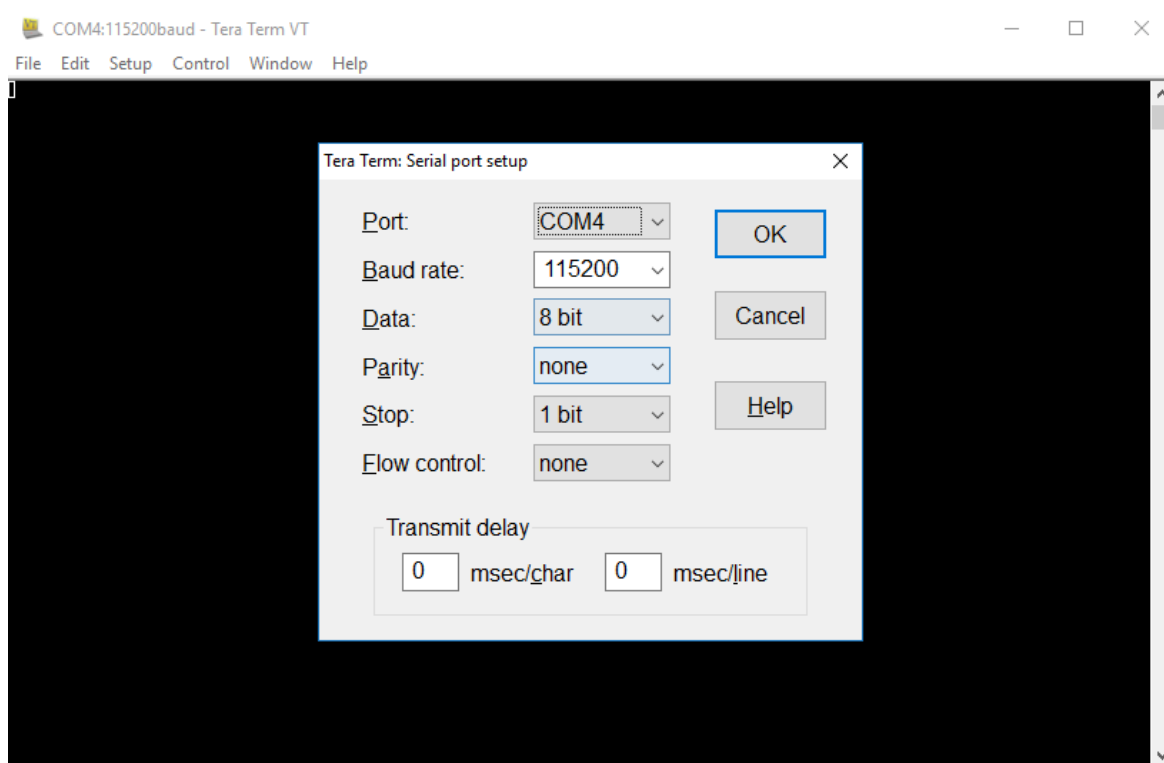 COM4:115200baud - Tera Term VT
File Edit Setup Control Window Help
Tera Term: Serial port setup
Port: COM4
OK
Baud rate: 115200
Data: 8 bit
Cancel
Parity: none
Stop: 1 bit
Help
Flow control: none
Transmit delay
0 msec/char 0 msec/line